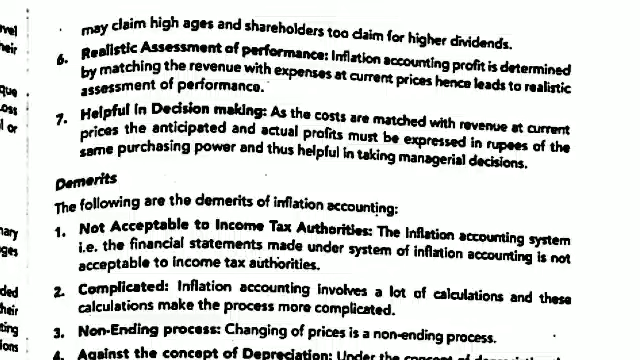 may claim high ages and shareholders too claim for higher dividends.
6. Realistic Assessment of performance: Inflation accounting profit is determined
by matching the revenue with expenses at current prices hence leads to realistic
assessment of performance.
7. Helpful in Decision making: As the costs are matched with revenue at current
prices the anticipated and actual profits must be expressed in rupees of the
same purchasing power and thus helpful in taking managerial decisions.
Demerits
The following are the demerits of inflation accounting:
1. Not Acceptable to Income Tax Authorities: The Inflation accounting system
i.e. the financial statements made under system of inflation accounting is not
acceptable to income tax authorities.
2. Complicated: Inflation accounting involves a lot of calculations and these
calculations make the process more complicated.
3. Non-Ending process: Changing of prices is a non-ending process.
4. Against the concept of Depreciation: Under the concept of